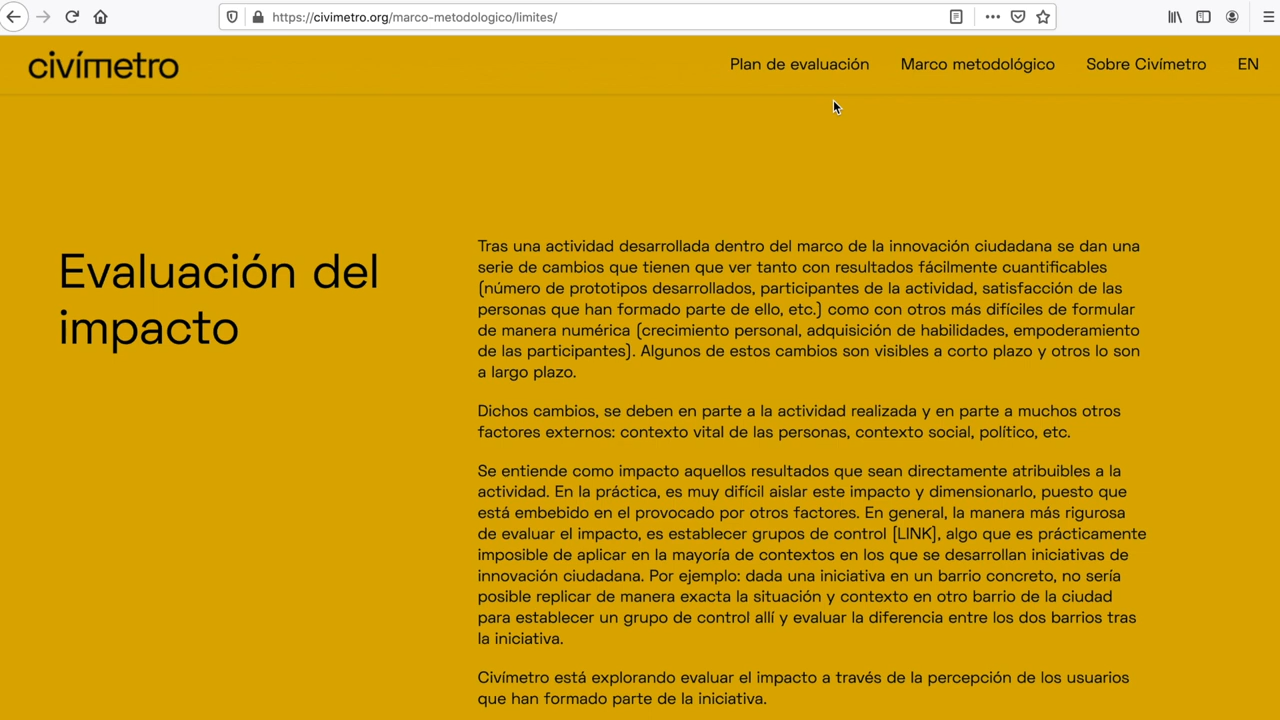 https://civimetro.org/marco-metodologico/limites/
civímetro
Plan de evaluación
Marco metodológico
Sobre Civímetro
EN
Evaluación del
impacto
Tras una actividad desarrollada dentro del marco de la innovación ciudadana se dan una
serie de cambios que tienen que ver tanto con resultados fácilmente cuantificables
(número de prototipos desarrollados, participantes de la actividad, satisfacción de las
personas que han formado parte de ello, etc.) como con otros más difíciles de formular
de manera numérica (crecimiento personal, adquisición de habilidades, empoderamiento
de las participantes). Algunos de estos cambios son visibles a corto plazo y otros lo son
a largo plazo.
Dichos cambios, se deben en parte a la actividad realizada y en parte a muchos otros
factores externos: contexto vital de las personas, contexto social, político, etc.
Se entiende como impacto aquellos resultados que sean directamente atribuibles a la
actividad. En la práctica, es muy difícil aislar este impacto y dimensionarlo, puesto que
está embebido en el provocado por otros factores. En general, la manera más rigurosa
de evaluar el impacto, es establecer grupos de control [LINK], algo que es prácticamente
imposible de aplicar en la mayoría de contextos en los que se desarrollan iniciativas de
innovación ciudadana. Por ejemplo: dada una iniciativa en un barrio concreto, no sería
posible replicar de manera exacta la situación y contexto en otro barrio de la ciudad
para establecer un grupo de control allí y evaluar la diferencia entre los dos barrios tras
la iniciativa.
Civímetro está explorando evaluar el impacto a través de la percepción de los usuarios
que han formado parte de la iniciativa.